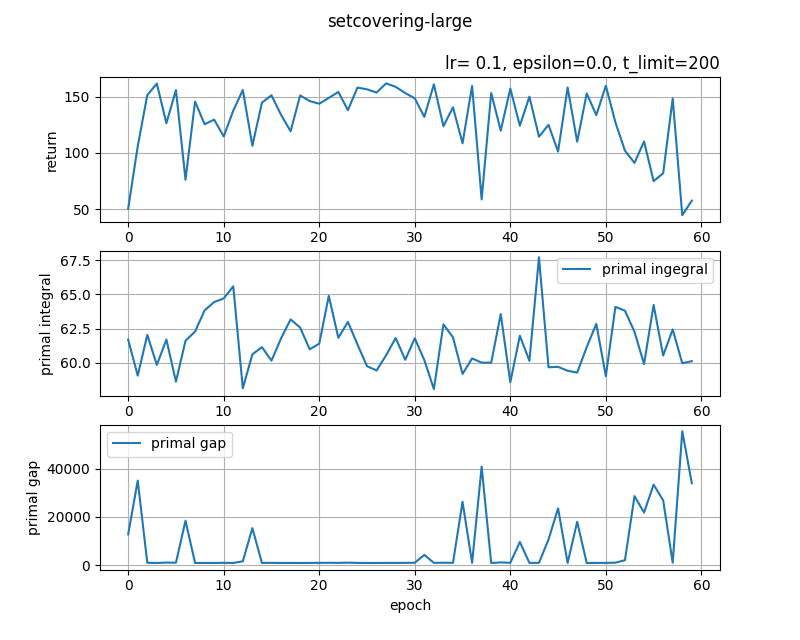 setcovering-large
lr= 0.1, epsilon=0.0, t_limit=200
return
150
100
50
0 10 20 30 40 50 60
primal integral
67.5
65.0
62.5
60.0
primal ingegral
0 10 20 30 40 50 60
primal gap
40000
20000
0
primal gap
0 10 20 30 40 50 60
epoch